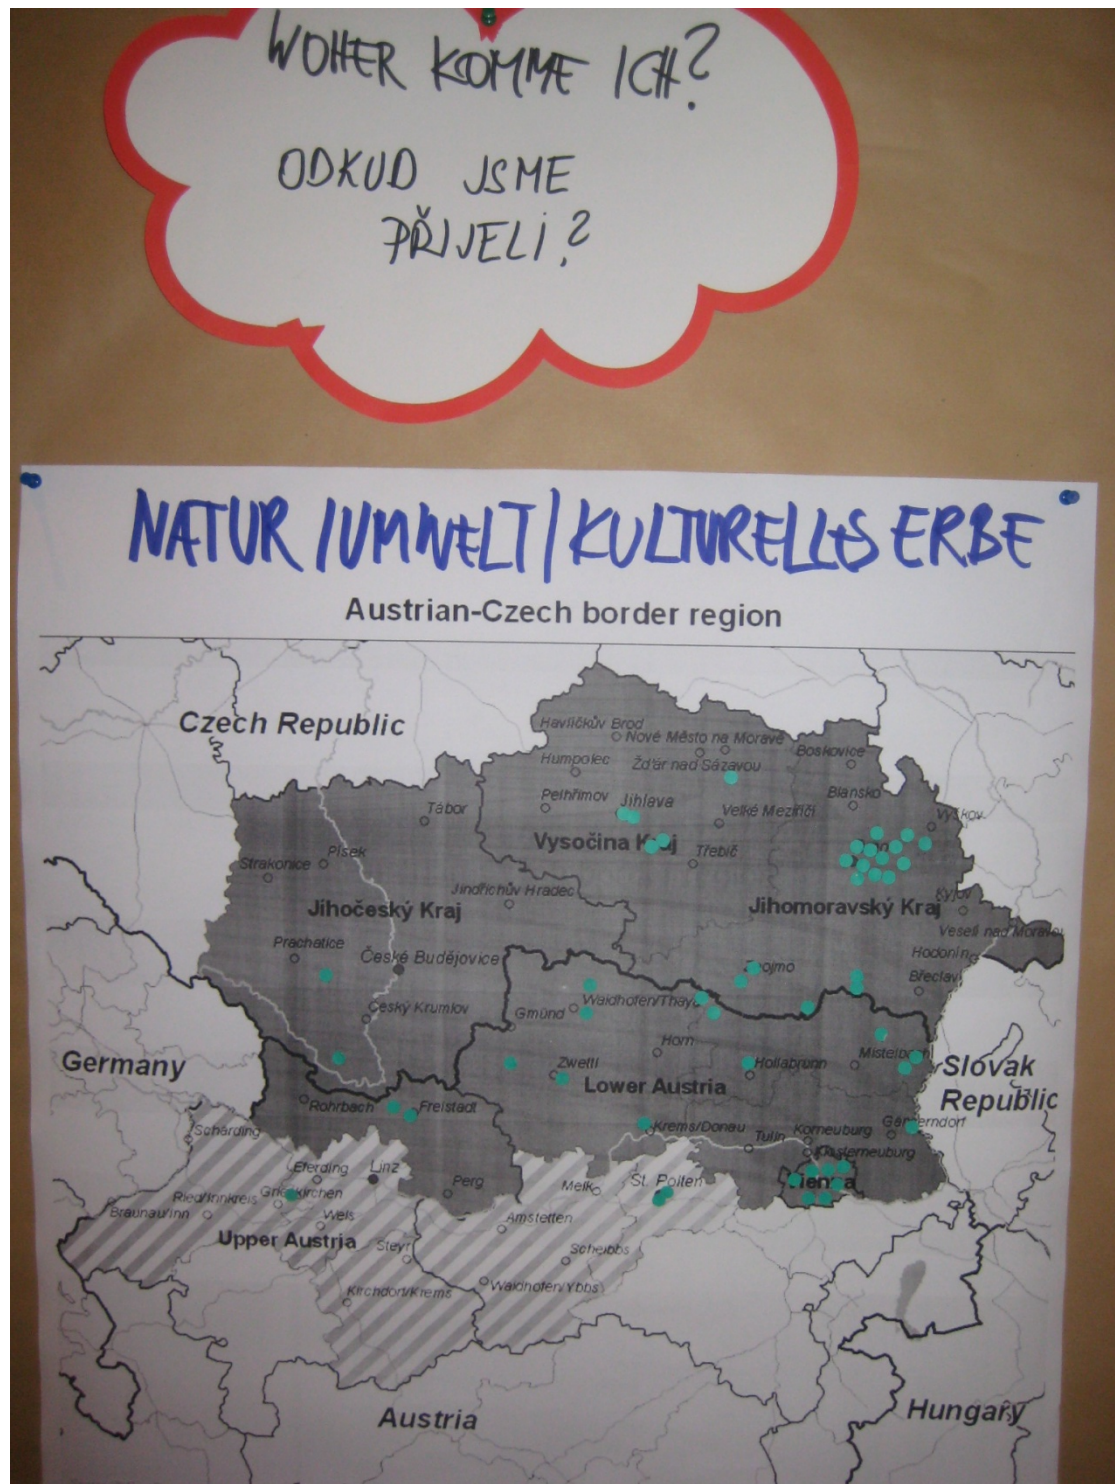 WOHER KOMME ICH?
ODKUD JSME
PŘIJELI?
NATUR/UMWELT/KULTURELLES ERBE
Austrian-Czech border region
Czech Republic
Havlíčkův Brod
Nové Město na Moravě
Boskovice
Humpolec
Žďár nad Sázavou
Pelhřimov
Jihlava
Blansko
Tábor
Velké Meziříčí
Vyškov
Vysočina Kraj
Písek
Třebíč
Strakonice
Jindřichův Hradec
Kyjov
Jihočeský Kraj
Jihomoravský Kraj
Veselí nad Moravou
Prachatice
České Budějovice
Znojmo
Hodonín
Břeclav
Waidhofen/Thaya
Český Krumlov
Gmünd
Horn
Mistelbach
Germany
Zwettl
Hollabrunn
Slovak
Republic
Lower Austria
Rohrbach
Freistadt
Krems/Donau
Korneuburg
Gänserndorf
Schärding
Tulln
Klosterneuburg
Eferding
Linz
Vienna
Ried/Innkreis
Grieskirchen
Perg
Melk
St. Pölten
Braunau/Inn
Wels
Amstetten
Upper Austria
Steyr
Scheibbs
Kirchdorf/Krems
Waidhofen/Ybbs
Austria
Hungary